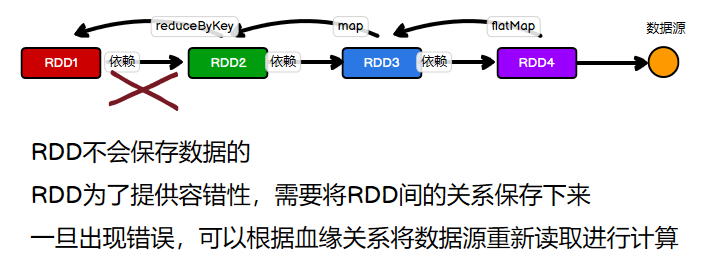 reduceByKey map flatMap 数据源
RDD1 依赖 RDD2 依赖 RDD3 依赖 RDD4
RDD不会保存数据的
RDD为了提供容错性，需要将RDD间的关系保存下来
一旦出现错误，可以根据血缘关系将数据源重新读取进行计算